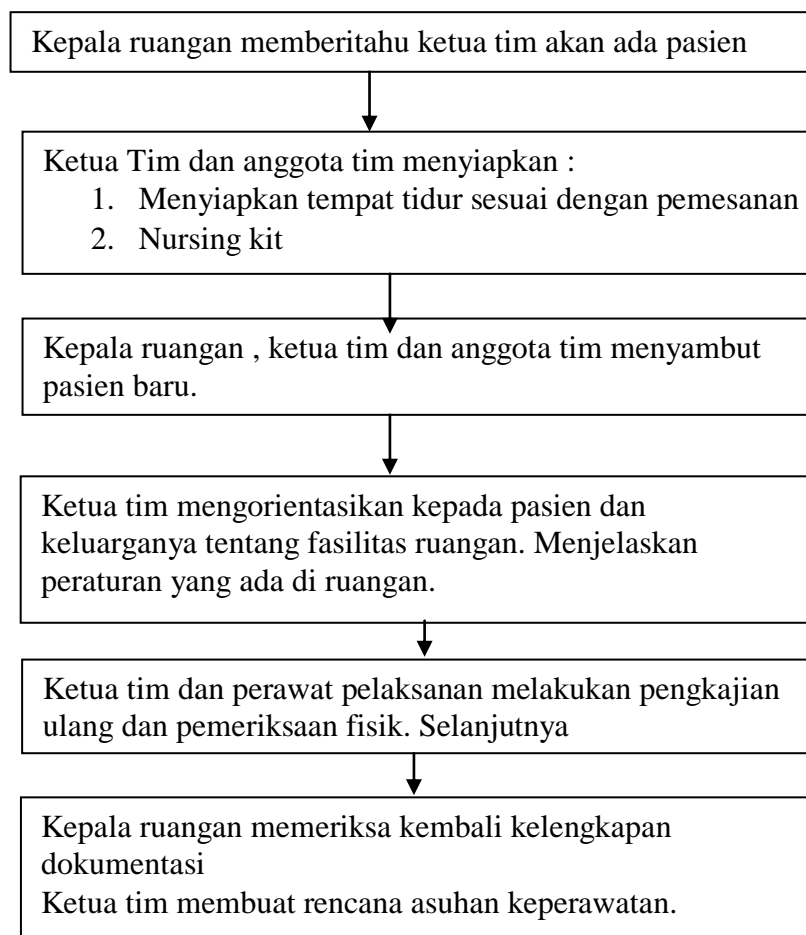 Kepala ruangan memberitahu ketua tim akan ada pasien
Ketua Tim dan anggota tim menyiapkan :
1. Menyiapkan tempat tidur sesuai dengan pemesanan
2. Nursing kit
Kepala ruangan , ketua tim dan anggota tim menyambut
pasien baru.
Ketua tim mengorientasikan kepada pasien dan
keluarganya tentang fasilitas ruangan. Menjelaskan
peraturan yang ada di ruangan.
Ketua tim dan perawat pelaksanan melakukan pengkajian
ulang dan pemeriksaan fisik. Selanjutnya
Kepala ruangan memeriksa kembali kelengkapan
dokumentasi
Ketua tim membuat rencana asuhan keperawatan.